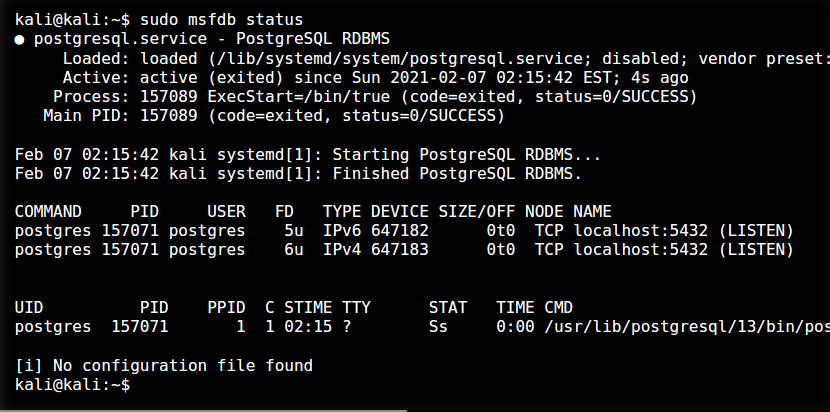 kali@kali:~$ sudo msfdb status
● postgresql.service - PostgreSQL RDBMS
     Loaded: loaded (/lib/systemd/system/postgresql.service; disabled; vendor preset:
     Active: active (exited) since Sun 2021-02-07 02:15:42 EST; 4s ago
    Process: 157089 ExecStart=/bin/true (code=exited, status=0/SUCCESS)
   Main PID: 157089 (code=exited, status=0/SUCCESS)

Feb 07 02:15:42 kali systemd[1]: Starting PostgreSQL RDBMS...
Feb 07 02:15:42 kali systemd[1]: Finished PostgreSQL RDBMS.

COMMAND     PID     USER   FD   TYPE DEVICE SIZE/OFF NODE NAME
postgres 157071 postgres    5u  IPv6 647182      0t0  TCP localhost:5432 (LISTEN)
postgres 157071 postgres    6u  IPv4 647183      0t0  TCP localhost:5432 (LISTEN)

UID          PID    PPID  C STIME TTY      STAT   TIME CMD
postgres  157071       1  1 02:15 ?        Ss     0:00 /usr/lib/postgresql/13/bin/pos

[i] No configuration file found
kali@kali:~$